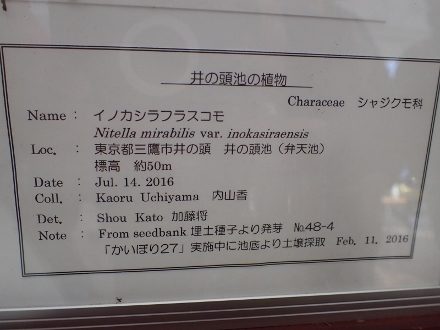 井の頭池の植物
Characeae シャジクモ科
Name : イノカシラフラスコモ
Nitella mirabilis var. inokasiraensis
Loc. : 東京都三鷹市井の頭 井の頭池（弁天池）
標高 約50m
Date : Jul. 14. 2016
Coll. : Kaoru Uchiyama 内山香
Det. : Shou Kato 加藤将
Note : From seedbank 埋土種子より発芽 №48-4
「かいぼり27」実施中に池底より土壌採取 Feb. 11. 2016